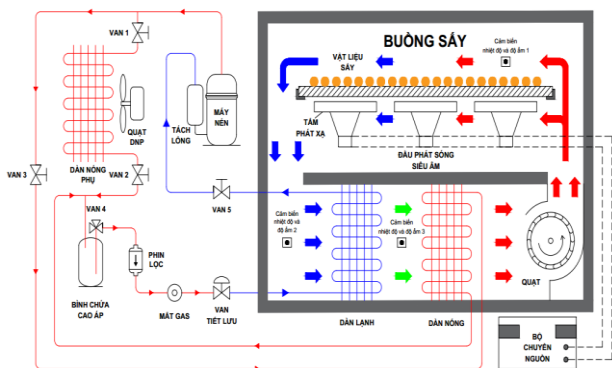 VAN 1
BUỒNG SẤY
Cảm biến
nhiệt độ và độ ẩm 1
VẬT LIỆU
SẤY
TÁCH
LỎNG
MÁY
NÉN
QUẠT
DNP
TẤM
PHÁT XẠ
ĐẦU PHÁT SÓNG
SIÊU ÂM
VAN 3
DÀN NÓNG
PHỤ
VAN 2
VAN 4
VAN 5
Cảm biến
nhiệt độ và
độ ẩm 2
Cảm biến
nhiệt độ và
độ ẩm 3
PHIN
LỌC
BÌNH CHỨA
CAO ÁP
MẮT GAS
VAN
TIẾT LƯU
DÀN LẠNH
DÀN NÓNG
QUẠT
BỘ
CHUYỂN
NGUỒN